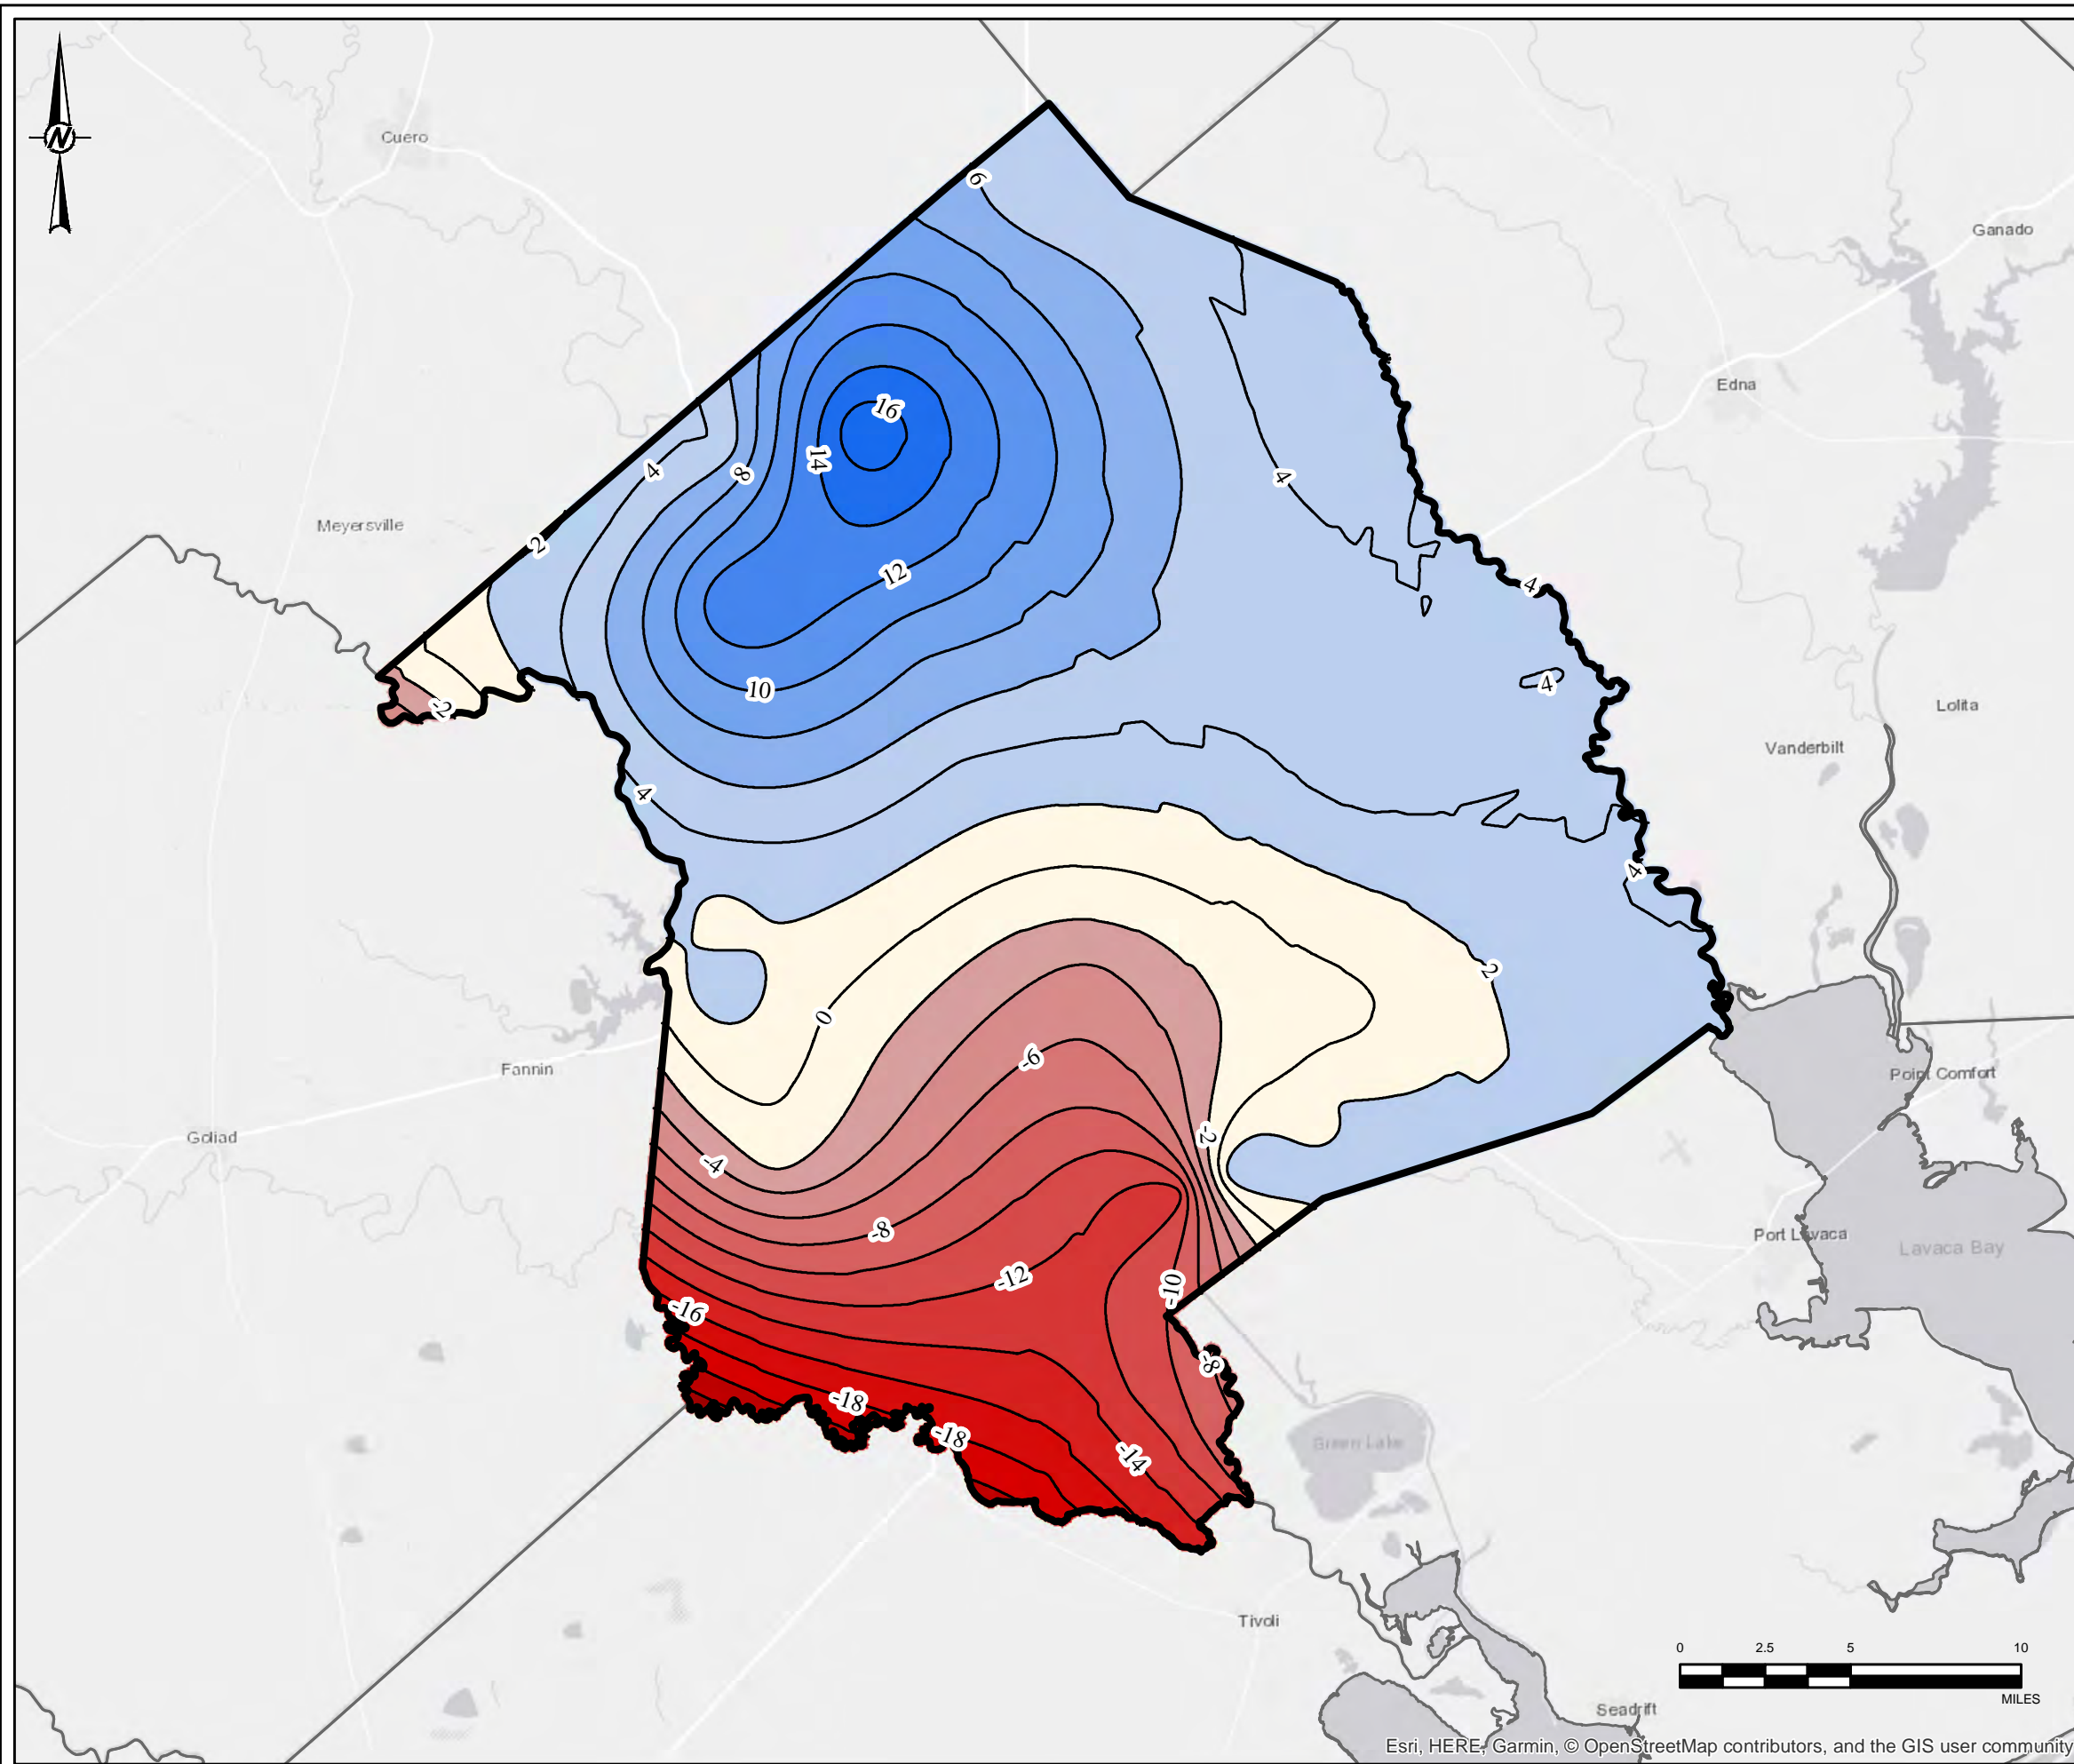 N
Cuero
6
Ganado
Edna
16
4
8
14
4
Meyersville
2
12
4
4
10
-2
Lolita
Vanderbilt
4
4
2
0
-6
Fannin
Point Comfort
Goliad
-2
-4
-8
Port Lavaca
Lavaca Bay
-12
-10
-16
-8
-18
-18
Green Lake
-14
Tivoli
0 2.5 5 10
MILES
Seadrift
Esri, HERE, Garmin, © OpenStreetMap contributors, and the GIS user community